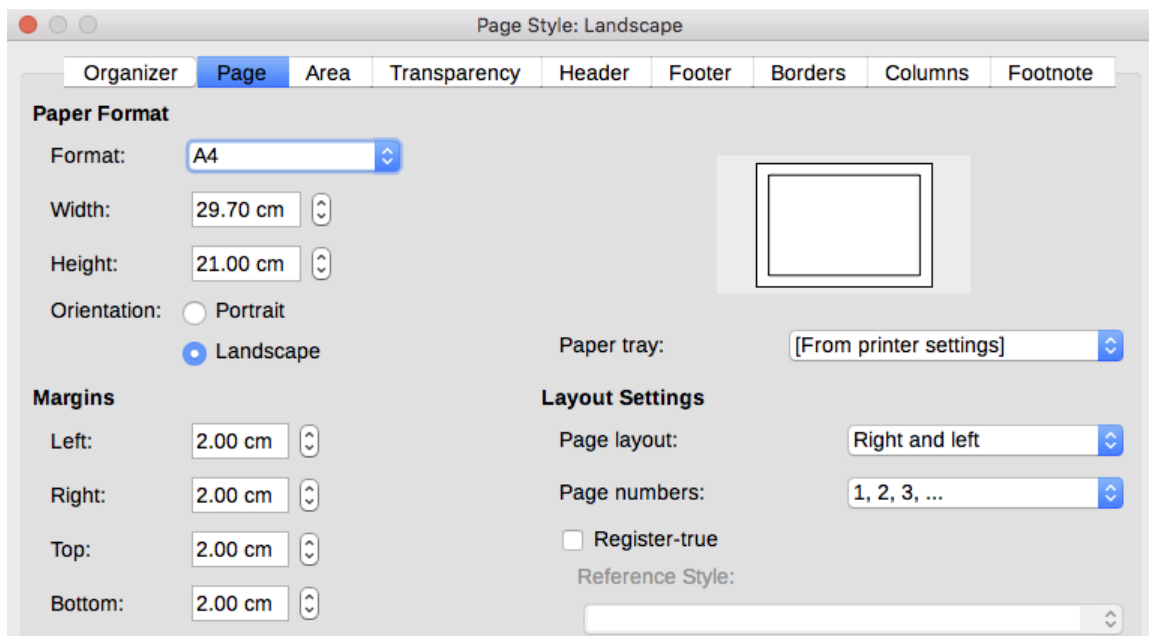 Page Style: Landscape
Organizer Page Area Transparency Header Footer Borders Columns Footnote
Paper Format
Format: A4
Width: 29.70 cm
Height: 21.00 cm
Orientation: Portrait
Landscape
Paper tray: [From printer settings]
Margins
Left: 2.00 cm
Right: 2.00 cm
Top: 2.00 cm
Bottom: 2.00 cm
Layout Settings
Page layout: Right and left
Page numbers: 1, 2, 3, ...
Register-true
Reference Style: